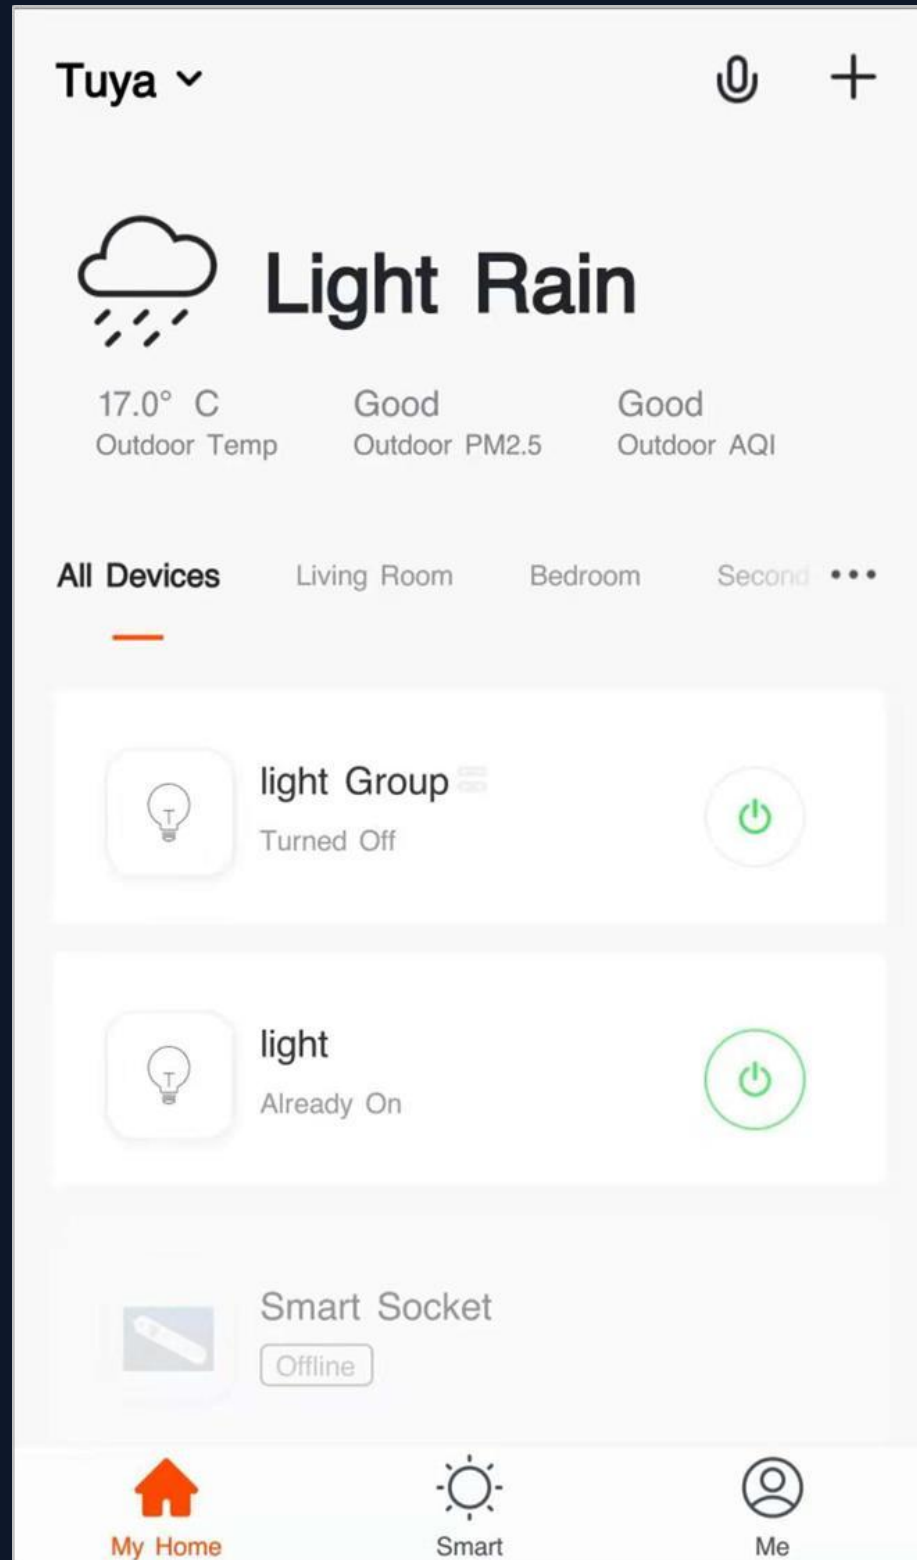 Tuya
Light Rain
17.0° C Good Good
Outdoor Temp Outdoor PM2.5 Outdoor AQI
All Devices Living Room Bedroom Second
light Group
Turned Off
T
light
Already On
T
Smart Socket
Offline
My Home Smart Me